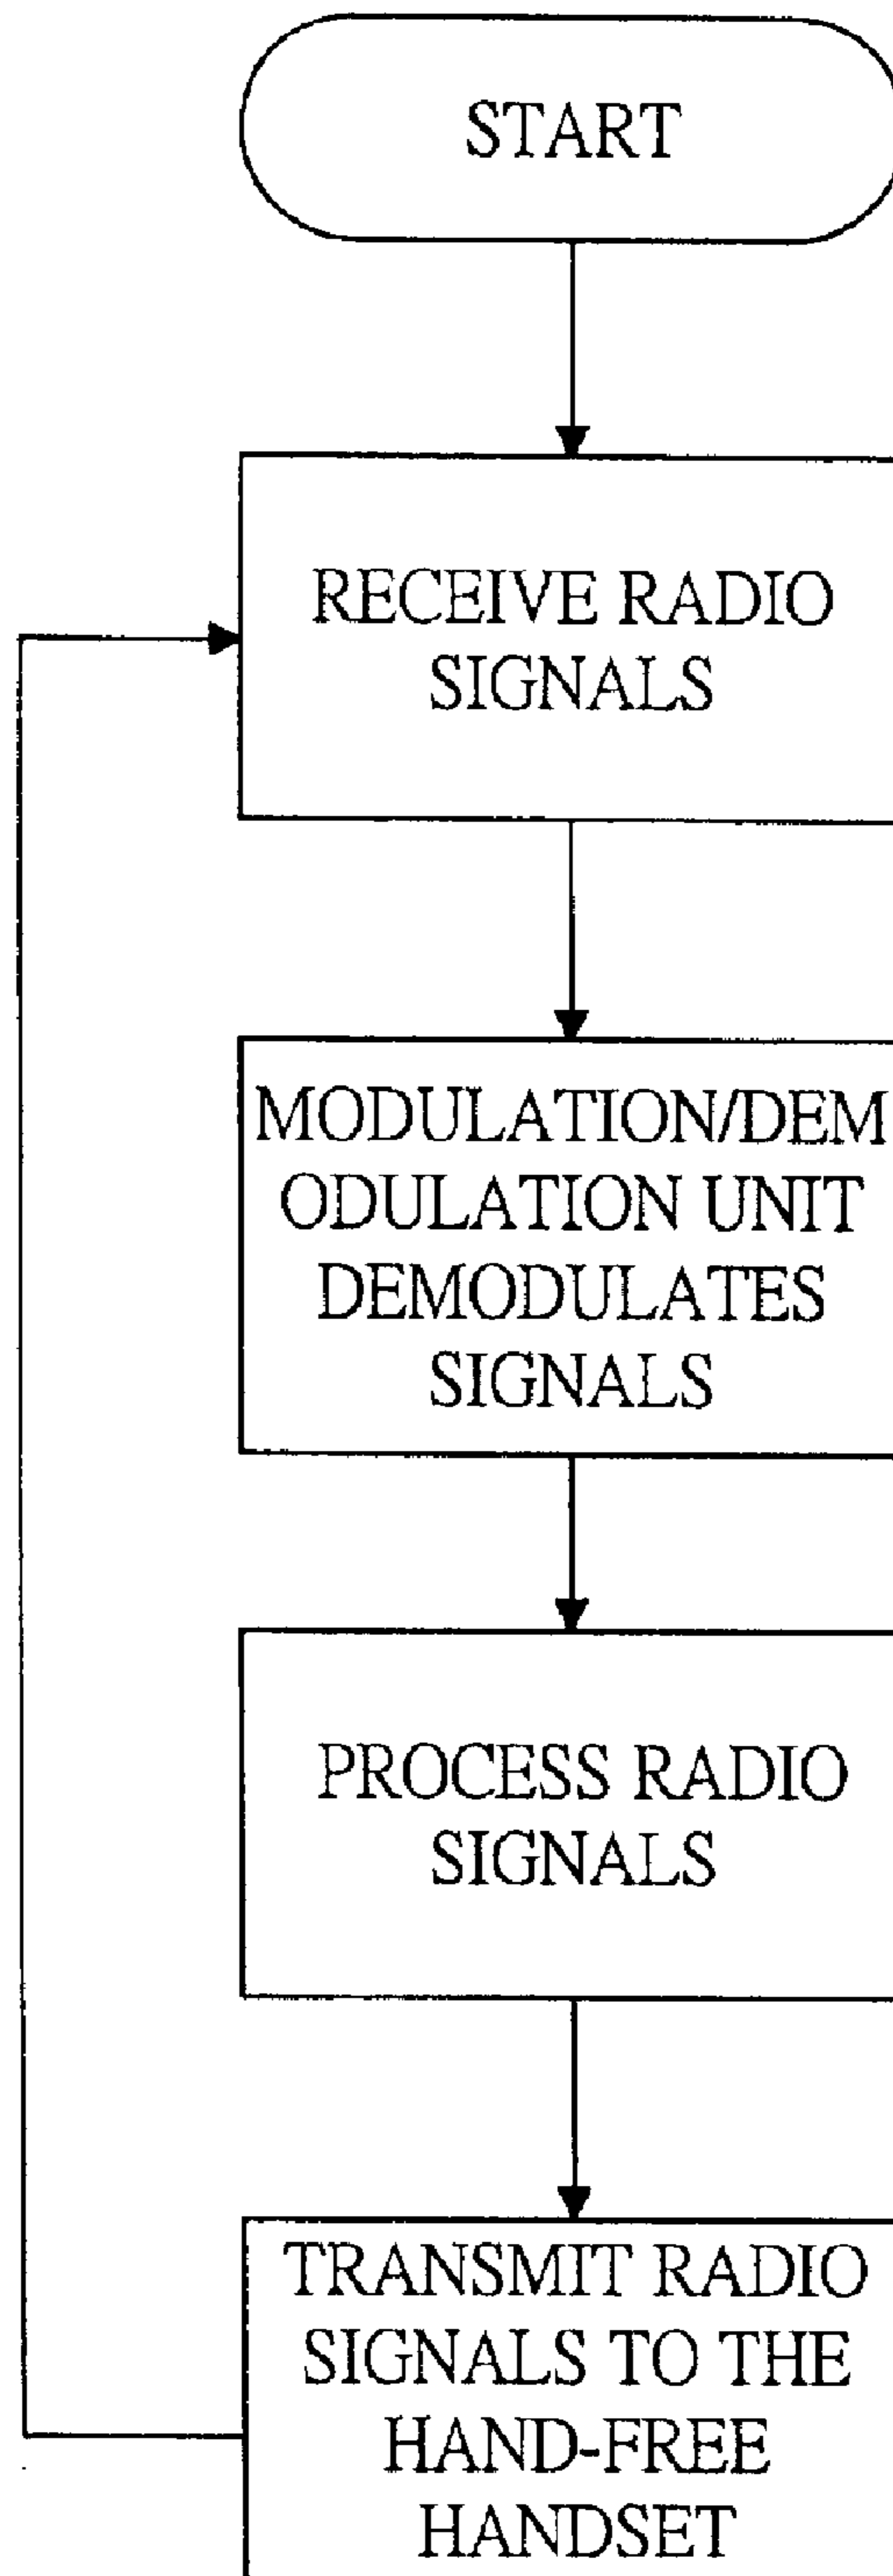 START
RECEIVE RADIO
SIGNALS
MODULATION/DEM
ODULATION UNIT
DEMODULATES
SIGNALS
PROCESS RADIO
SIGNALS
TRANSMIT RADIO
SIGNALS TO THE
HAND-FREE
HANDSET